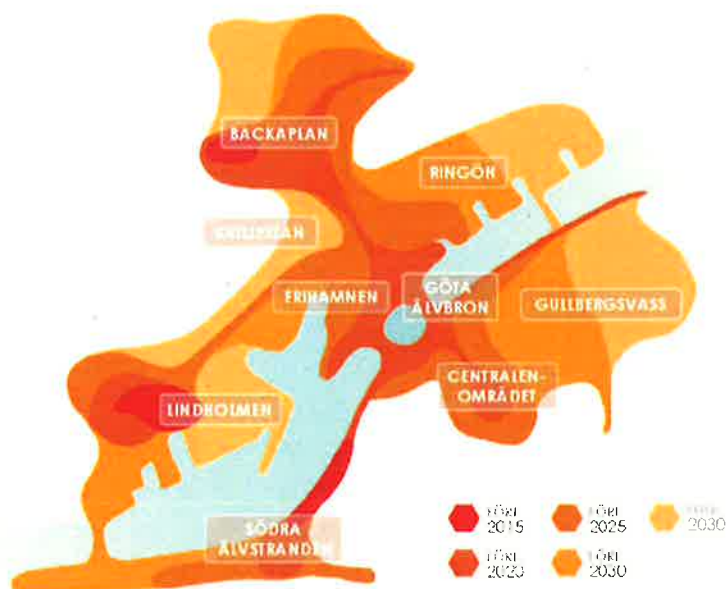 BACKAPLAN
RINGÖN
FRIHAMNEN
GÖTA
ÄLVBRON
GULLBERGSVASS
CENTRALEN-
OMRÅDET
LINDHOLMEN
SÖDRA
ÄLVSTRANDEN
FÖRE
2015
FÖRE
2025
2030
FÖRE
2020
FÖRE
2030